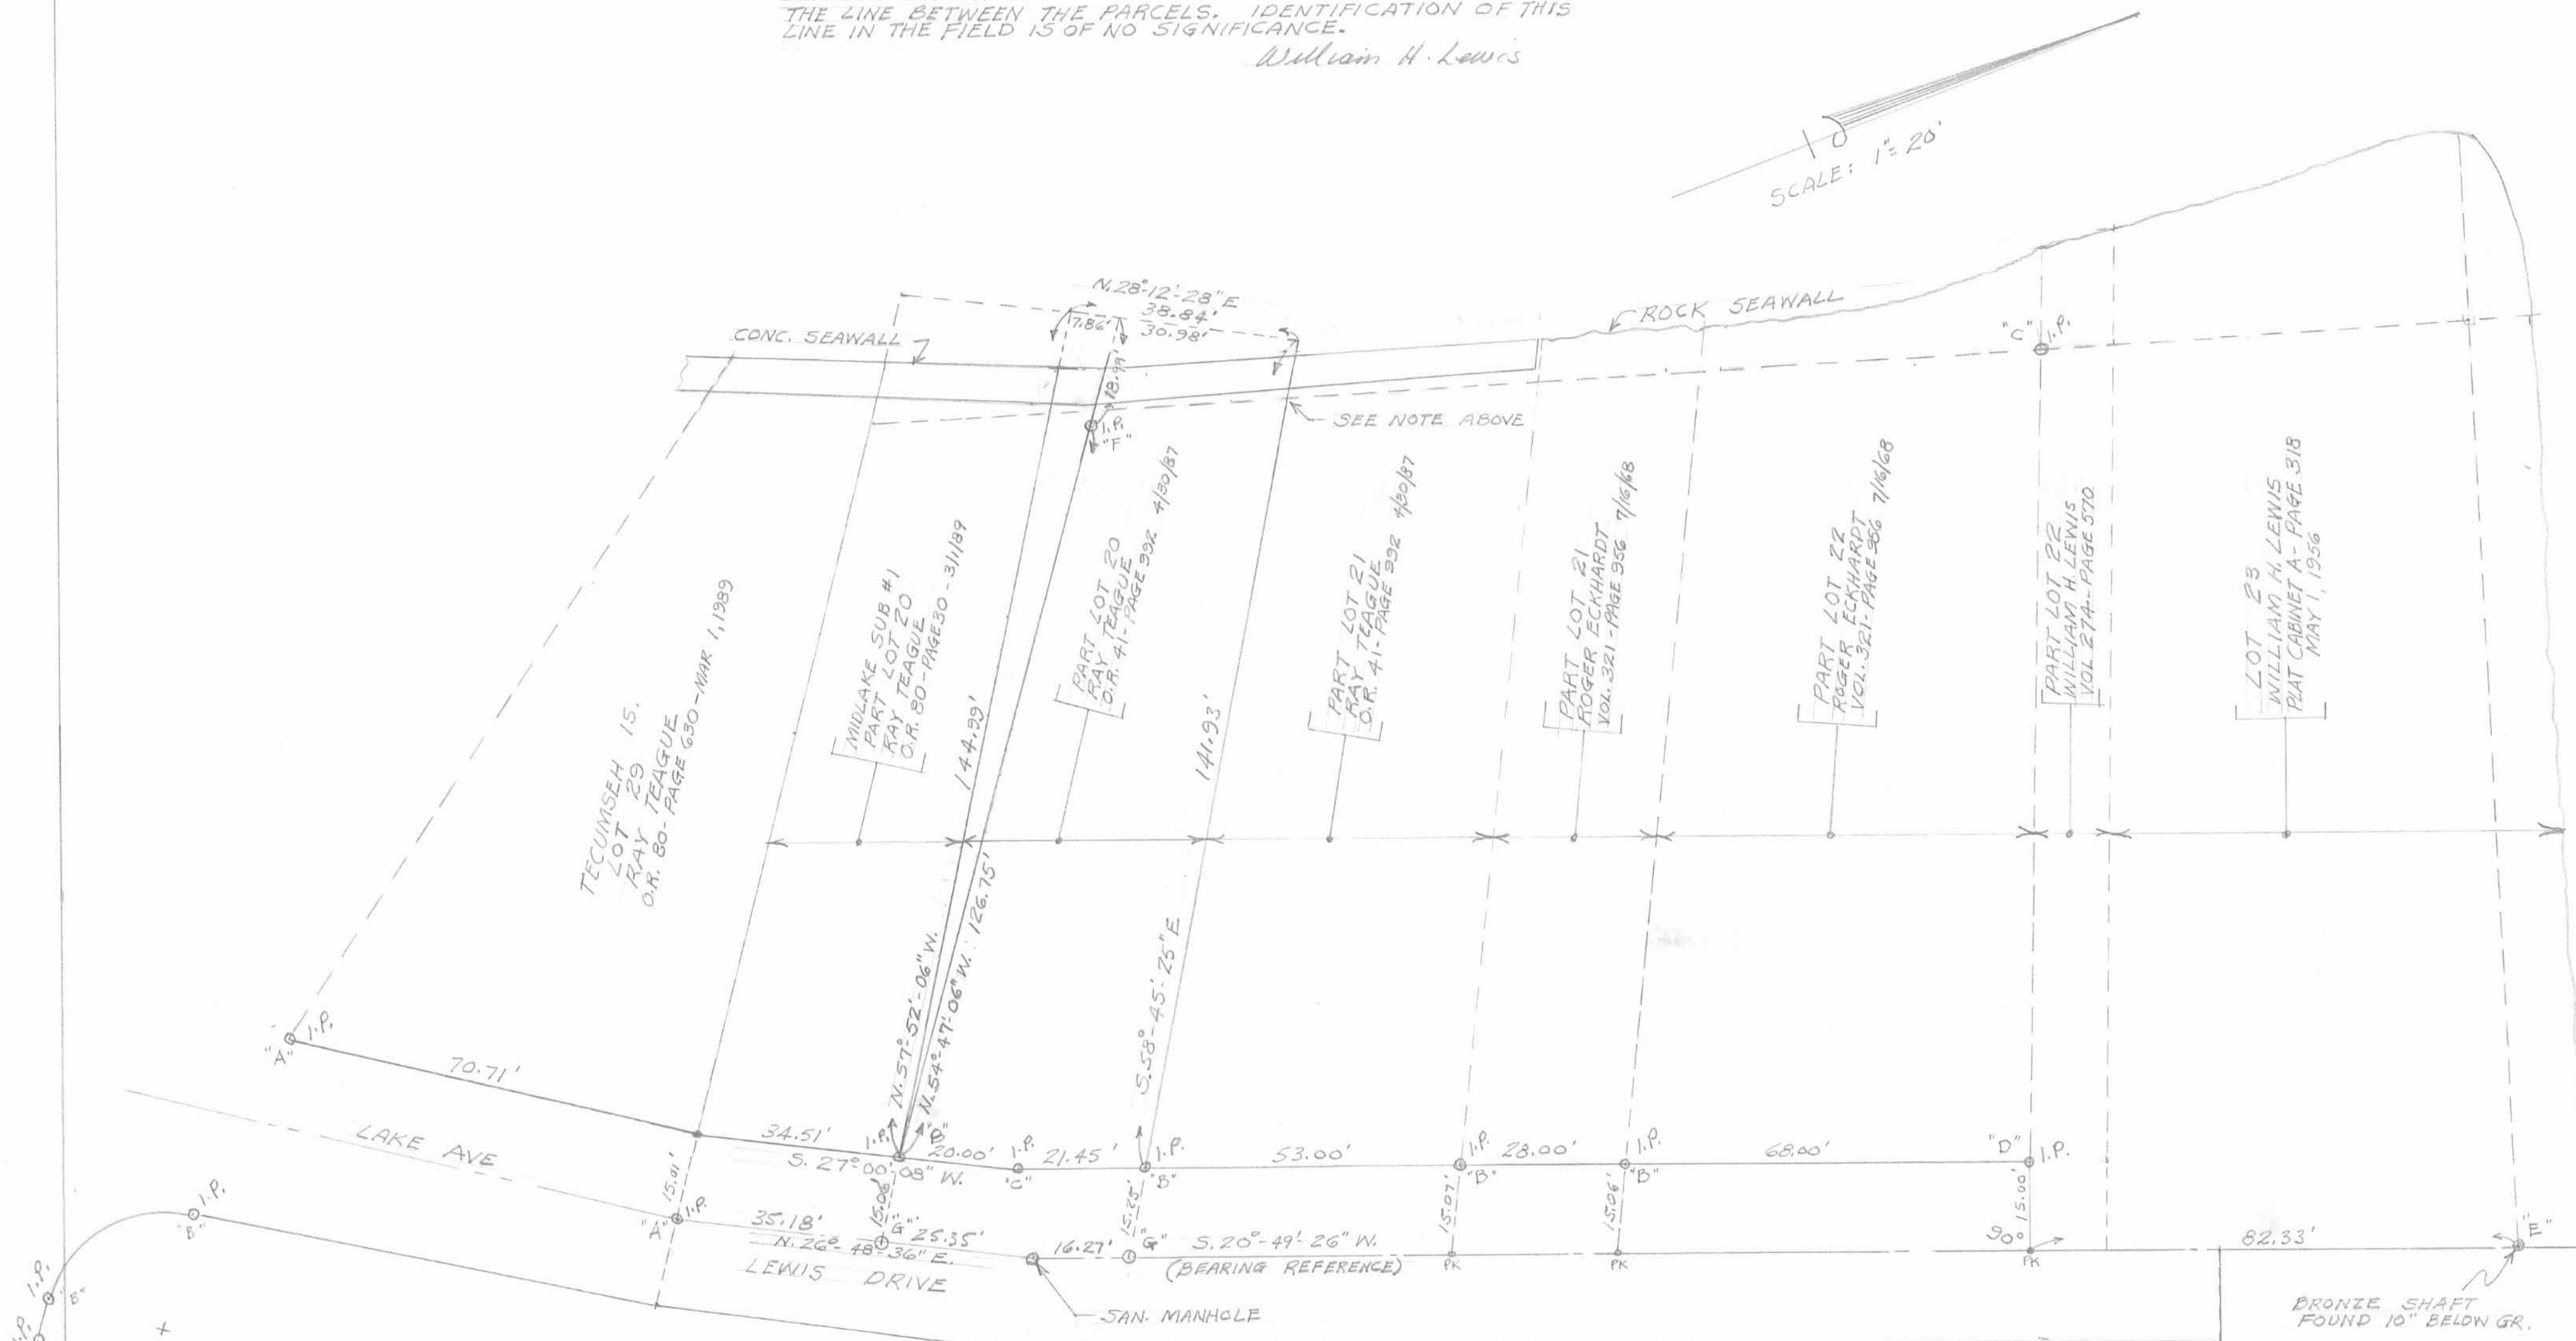 THE LINE BETWEEN THE PARCELS. IDENTIFICATION OF THIS
LINE IN THE FIELD IS OF NO SIGNIFICANCE.
William H. Lewis
SCALE: 1"= 20'
N.28°-12'-28" E
38.84'
7.86'
30.98'
CONC. SEAWALL
ROCK SEAWALL
"C" I.P.
I.P.
"F"
SEE NOTE ABOVE
TECUMSEH 15.
LOT 29
RAY TEAGUE
O.R. 80-PAGE 630-MAR 1, 1989
MIDLAKE SUB #1
PART LOT 20
RAY TEAGUE
O.R. 80-PAGE 30-3/1/89
PART LOT 20
RAY TEAGUE
O.R. 41-PAGE 992 4/30/87
PART LOT 21
RAY TEAGUE
O.R. 41-PAGE 992 4/30/87
PART LOT 21
ROGER ECKHARDT
VOL. 321-PAGE 956 7/16/68
PART LOT 22
ROGER ECKHARDT
VOL. 321-PAGE 956 7/16/68
PART LOT 22
WILLIAM H. LEWIS
VOL 274-PAGE 570
LOT 23
WILLIAM H. LEWIS
PLAT CABINET A-PAGE 318
MAY 1, 1956
144.99'
141.93'
N.57°-52'-06" W.
N.54°-47'-06" W. 126.75'
S.58°-45'-25" E
I.P.
"A"
70.71'
LAKE AVE
34.51'
I.P.
S. 27°00'-08" W.
20.00'
I.P.
"C"
21.45'
I.P.
"B"
53.00'
I.P.
"B"
28.00'
I.P.
"B"
68.00'
"D" I.P.
15.01'
15.06'
15.25'
15.07'
15.06'
15.00'
"B" I.P.
"A" I.P.
35.18'
"G"
25.35'
N. 26°-48'-36" E.
16.27'
"G"
S. 20°-49'-26" W.
(BEARING REFERENCE)
PK
PK
90°
PK
82.33'
"E"
LEWIS DRIVE
SAN. MANHOLE
BRONZE SHAFT
FOUND 10" BELOW GR.
I.P.
"B"
I.P.